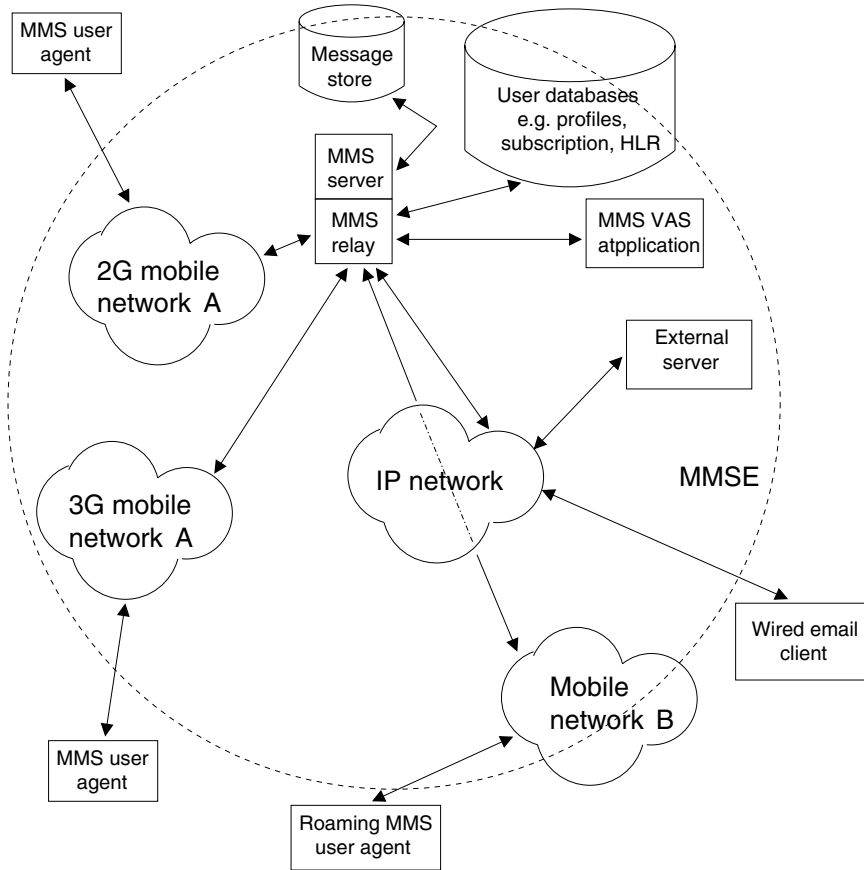 MMS user
agent
Message
store
User databases
e.g. profiles,
subscription, HLR
MMS
server
MMS
relay
MMS VAS
atpplication
2G mobile
network A
External
server
IP network
MMSE
3G mobile
network A
Wired email
client
Mobile
network B
MMS user
agent
Roaming MMS
user agent